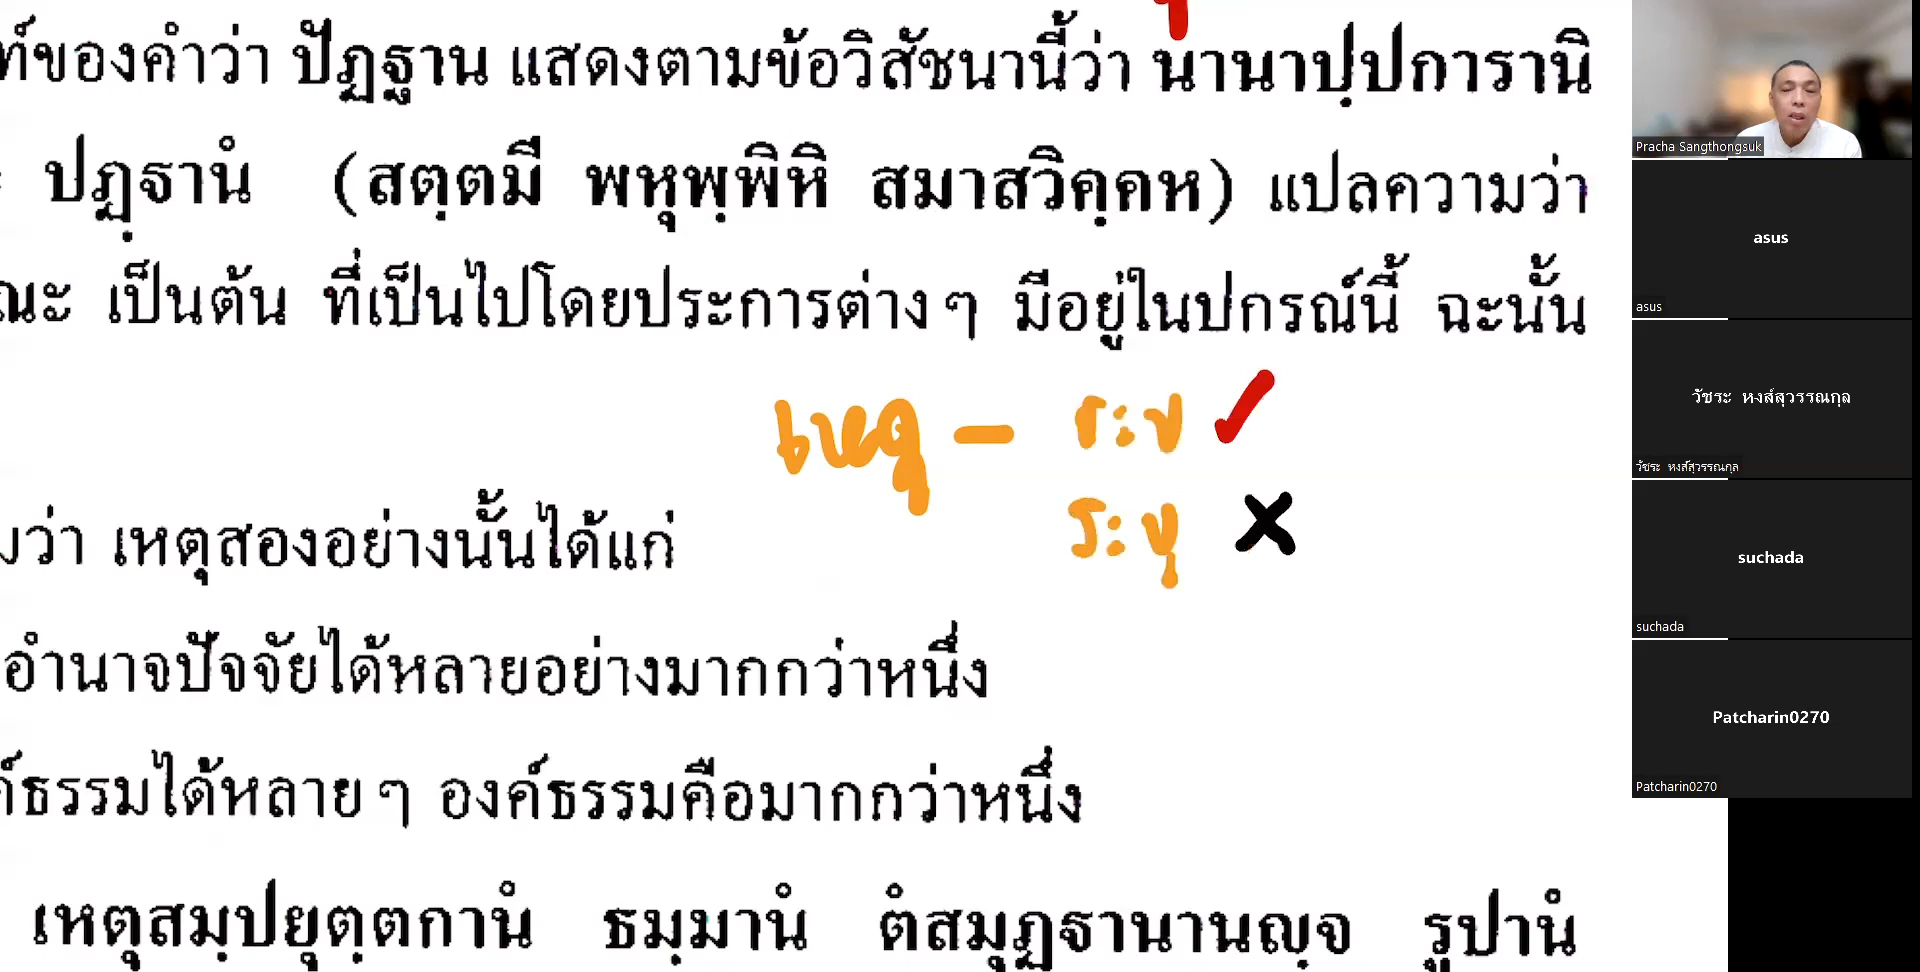 ท์ของคำว่า ปัฏฐาน แสดงตามข้อวิสัชนานี้ว่า นานาปฺปการานิ
ปฏฺฐานํ (สตฺตมี พหุพฺพิหิ สมาสวิคฺคห) แปลความว่า
ณะ เป็นต้น ที่เป็นไปโดยประการต่าง ๆ มีอยู่ในปกรณ์นี้ ฉะนั้น
เหตุ - ระข ✓
ระขุ X
มว่า เหตุสองอย่างนั้นได้แก่
อำนาจปัจจัยได้หลายอย่างมากกว่าหนึ่ง
ค์ธรรมได้หลาย ๆ องค์ธรรมคือมากกว่าหนึ่ง
เหตุสมฺปยุตฺตกานํ ธมฺมานํ ตํสมุฏฺฐานานญฺจ รูปานํ
Pracha Sangthongsuk
asus
asus
วัชระ หงส์สุวรรณกุล
วัชระ หงส์สุวรรณกุล
suchada
suchada
Patcharin0270
Patcharin0270